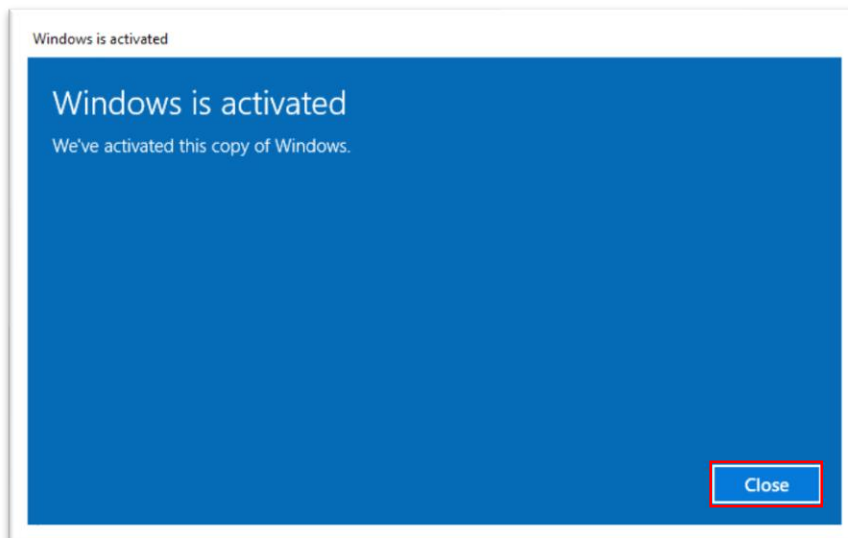 Windows is activated
Windows is activated
We've activated this copy of Windows.
Close